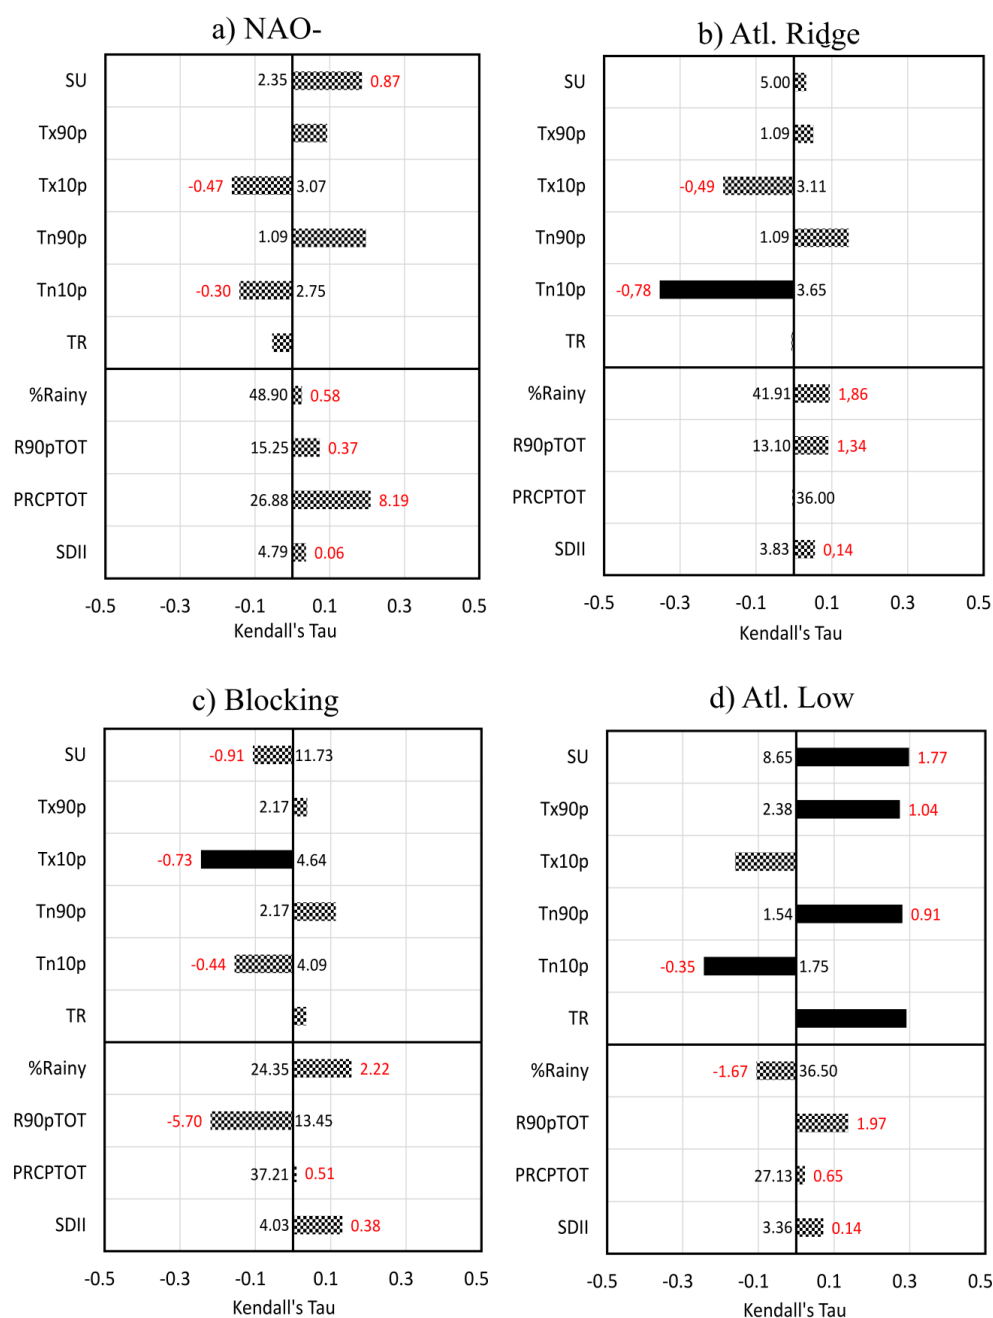 a) NAO-
SU 2.35 0.87
Tx90p
Tx10p -0.47 3.07
Tn90p 1.09
Tn10p -0.30 2.75
TR
%Rainy 48.90 0.58
R90pTOT 15.25 0.37
PRCPTOT 26.88 8.19
SDII 4.79 0.06
-0.5 -0.3 -0.1 0.1 0.3 0.5
Kendall's Tau
b) Atl. Ridge
SU 5.00
Tx90p 1.09
Tx10p -0,49 3.11
Tn90p 1.09
Tn10p -0,78 3.65
TR
%Rainy 41.91 1,86
R90pTOT 13.10 1,34
PRCPTOT 36.00
SDII 3.83 0,14
-0.5 -0.3 -0.1 0.1 0.3 0.5
Kendall's Tau
c) Blocking
SU -0.91 11.73
Tx90p 2.17
Tx10p -0.73 4.64
Tn90p 2.17
Tn10p -0.44 4.09
TR
%Rainy 24.35 2.22
R90pTOT -5.70 13.45
PRCPTOT 37.21 0.51
SDII 4.03 0.38
-0.5 -0.3 -0.1 0.1 0.3 0.5
Kendall's Tau
d) Atl. Low
SU 8.65 1.77
Tx90p 2.38 1.04
Tx10p
Tn90p 1.54 0.91
Tn10p -0.35 1.75
TR
%Rainy -1.67 36.50
R90pTOT 1.97
PRCPTOT 27.13 0.65
SDII 3.36 0.14
-0.5 -0.3 -0.1 0.1 0.3 0.5
Kendall's Tau